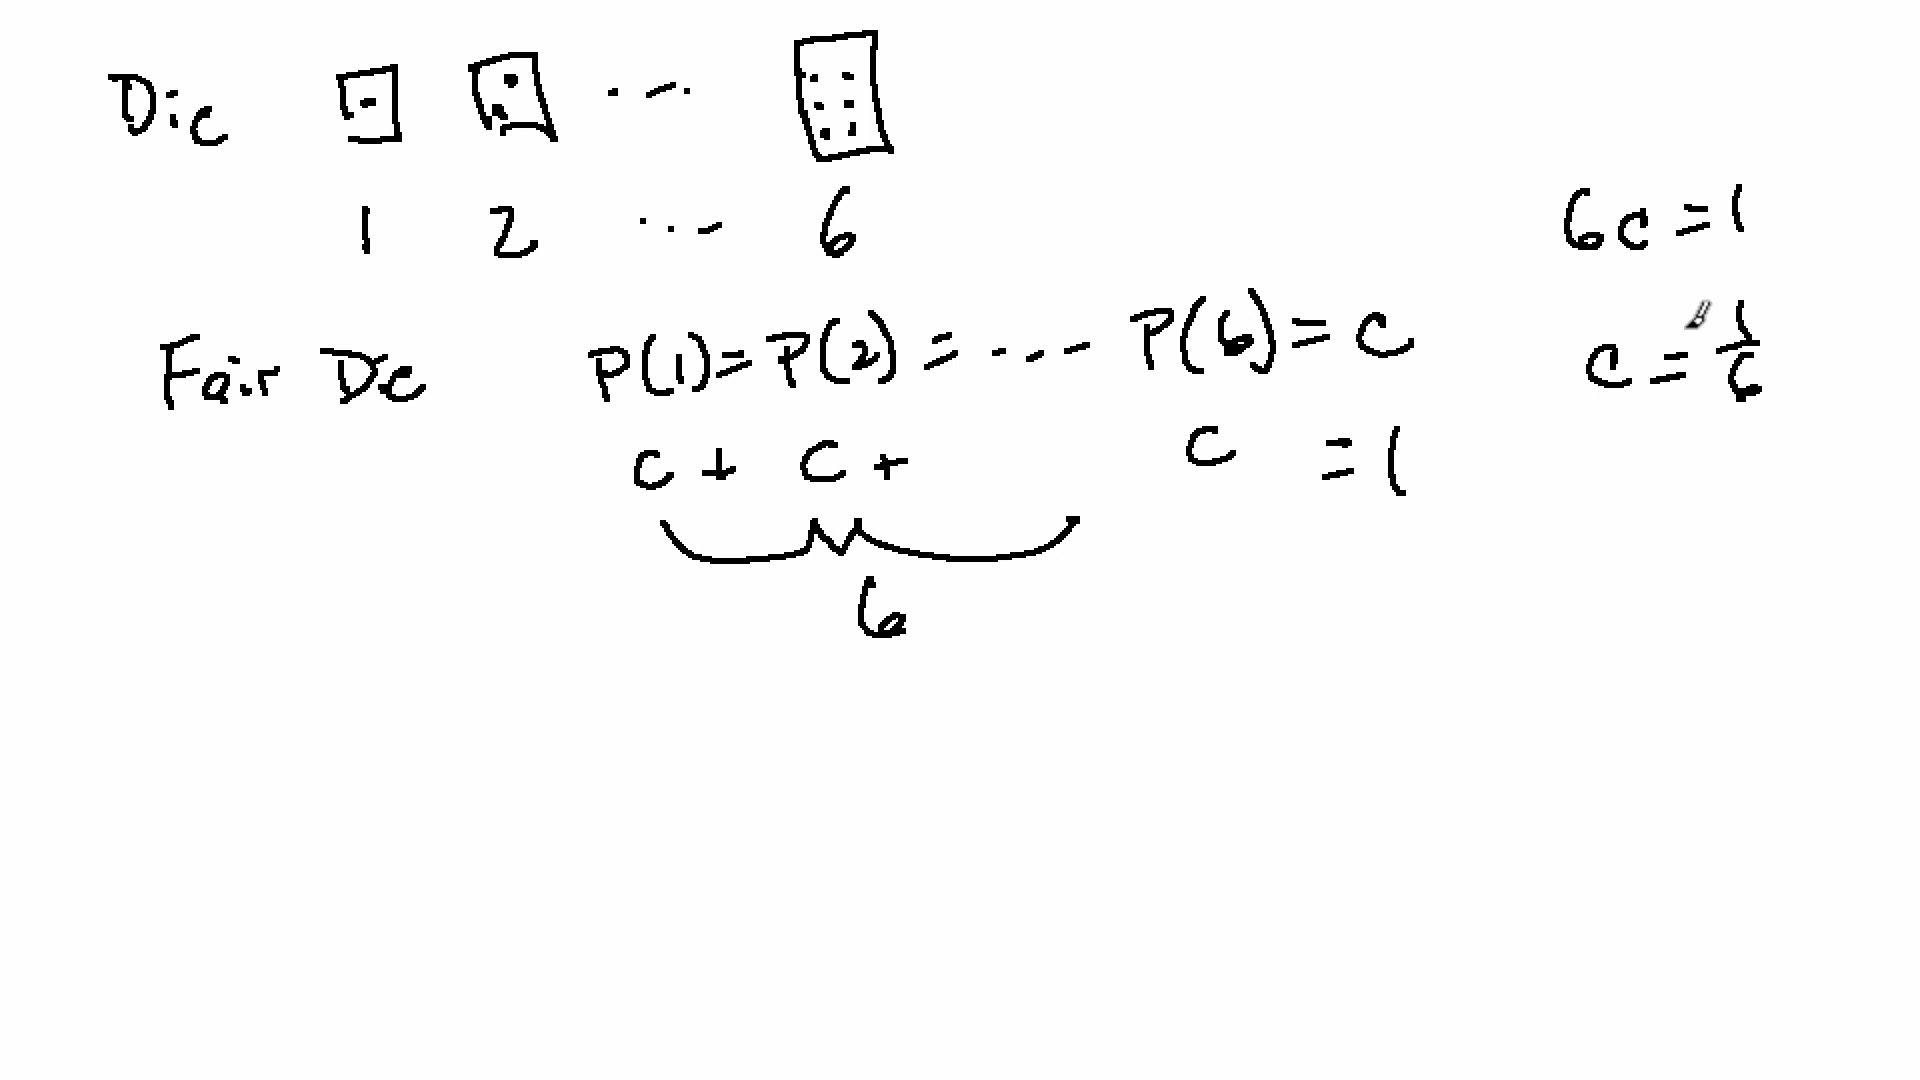 Die ...
1 2 ... 6
6c = 1
Fair Die P(1) = P(2) = ... P(6) = c
c = 1/6
c + c + c = 1
6